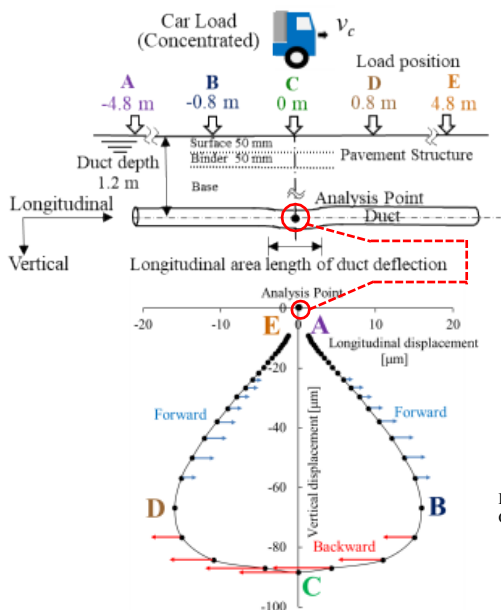 Car Load
(Concentrated)
v_c
Load position
A
B
C
D
E
-4.8 m
-0.8 m
0 m
0.8 m
4.8 m
Surface 50 mm
Binder 50 mm
Pavement Structure
Duct depth
1.2 m
Base
Longitudinal
Analysis Point
Duct
Vertical
Longitudinal area length of duct deflection
Analysis Point
-20
-10
0
0
10
20
E
A
Longitudinal displacement
[μm]
-20
Forward
Forward
-40
Vertical displacement [μm]
-60
D
B
-80
Backward
C
-100